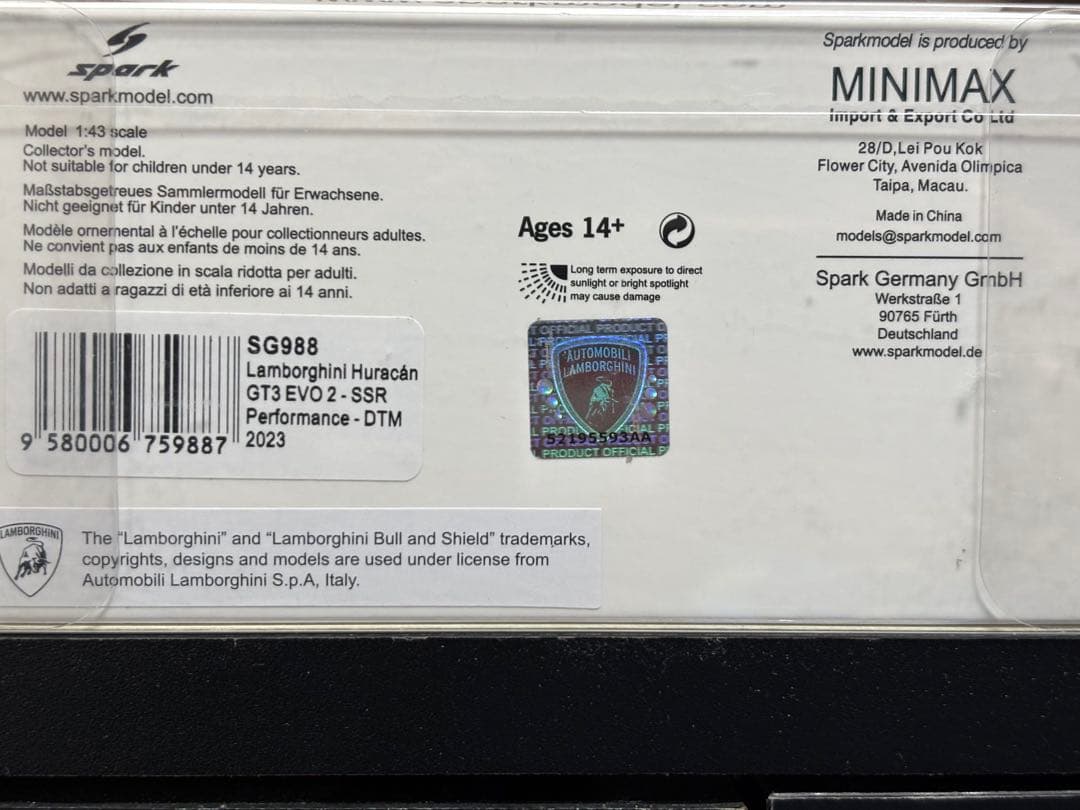 spark
www.sparkmodel.com
Model 1:43 scale
Collector's model.
Not suitable for children under 14 years.
Maßstabsgetreues Sammlermodell für Erwachsene.
Nicht geeignet für Kinder unter 14 Jahren.
Modèle ornemental à l'échelle pour collectionneurs adultes.
Ne convient pas aux enfants de moins de 14 ans.
Modelli da collezione in scala ridotta per adulti.
Non adatti a ragazzi di età inferiore ai 14 anni.
SG988
Lamborghini Huracán
GT3 EVO 2 - SSR
Performance - DTM
2023
9 580006 759887
LAMBORGHINI
The "Lamborghini" and "Lamborghini Bull and Shield" trademarks,
copyrights, designs and models are used under license from
Automobili Lamborghini S.p.A, Italy.
Ages 14+
Long term exposure to direct
sunlight or bright spotlight
may cause damage
OFFICIAL PRODUCT
AUTOMOBILI
LAMBORGHINI
52195593AA
PRODUCT OFFICIAL
Sparkmodel is produced by
MINIMAX
Import & Export Co Ltd
28/D,Lei Pou Kok
Flower City, Avenida Olimpica
Taipa, Macau.
Made in China
models@sparkmodel.com
Spark Germany GmbH
Werkstraße 1
90765 Fürth
Deutschland
www.sparkmodel.de